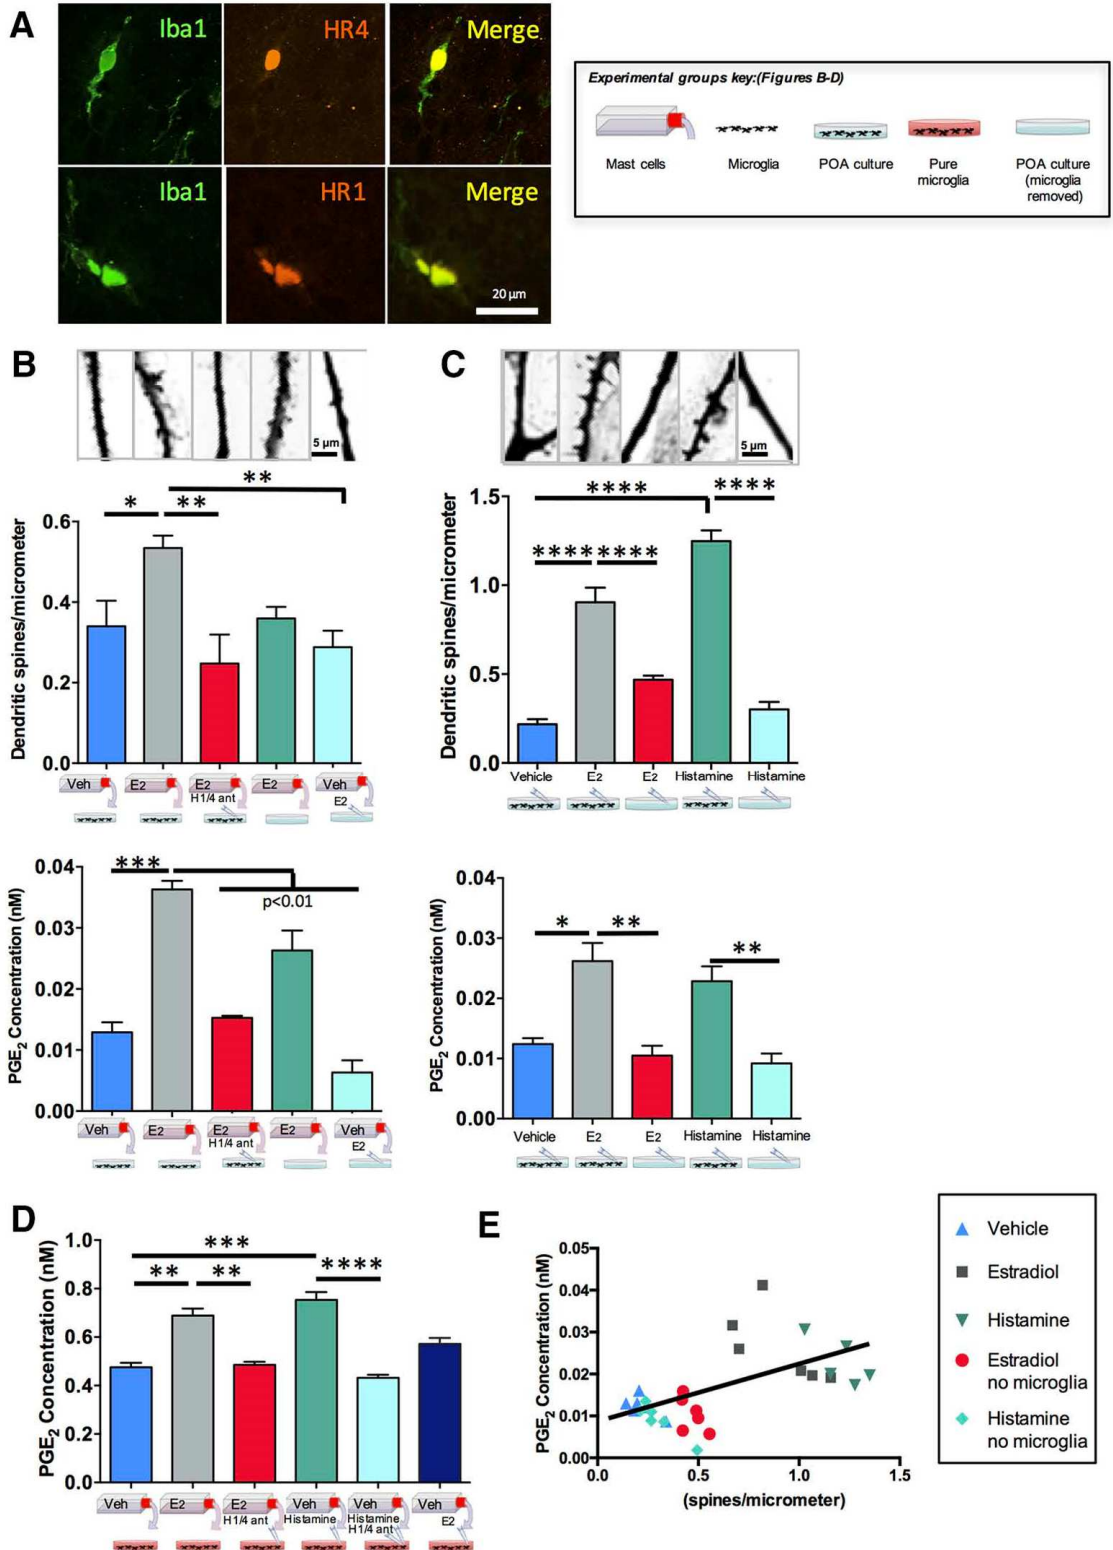 A
Iba1
HR4
Merge
Iba1
HR1
Merge
20 µm
Experimental groups key:(Figures B-D)
Mast cells
Microglia
POA culture
Pure
microglia
POA culture
(microglia
removed)
B
5 µm
**
* **
Dendritic spines/micrometer
0.6
0.4
0.2
0.0
Veh
E2
E2
H1/4 ant
E2
Veh
E2
PGE2 Concentration (nM)
***
p<0.01
0.04
0.03
0.02
0.01
0.00
Veh
E2
E2
H1/4 ant
E2
Veh
E2
C
5 µm
**** ****
**** ****
Dendritic spines/micrometer
1.5
1.0
0.5
0.0
Vehicle
E2
E2
Histamine
Histamine
PGE2 Concentration (nM)
* ** **
0.04
0.03
0.02
0.01
0.00
Vehicle
E2
E2
Histamine
Histamine
D
***
** ** ****
PGE2 Concentration (nM)
1.0
0.8
0.6
0.4
0.2
0.0
Veh
E2
E2
H1/4 ant
Veh
Histamine
Veh
Histamine
H1/4 ant
Veh
E2
E
PGE2 Concentration (nM)
0.05
0.04
0.03
0.02
0.01
0.00
0.0 0.5 1.0 1.5
(spines/micrometer)
Vehicle
Estradiol
Histamine
Estradiol
no microglia
Histamine
no microglia